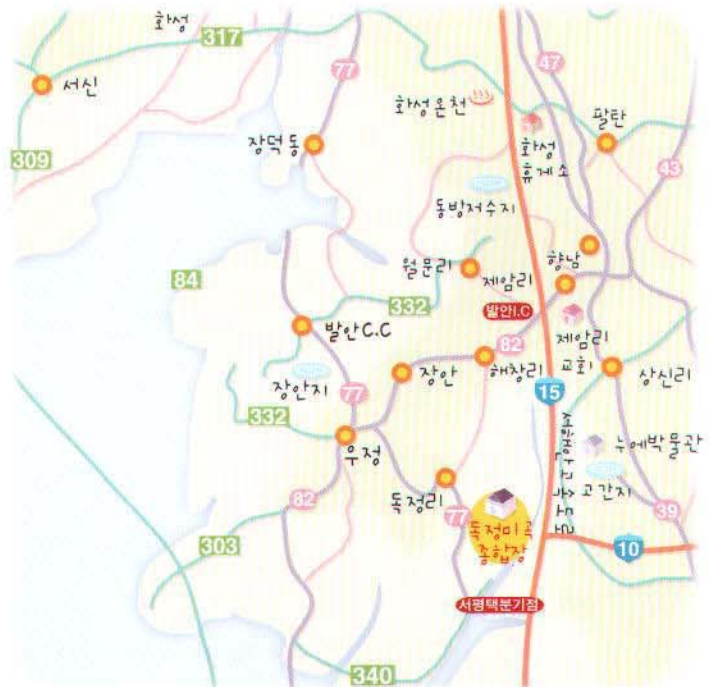 화성
317
77
47
서신
화성온천
팔탄
화성
휴게소
장덕동
309
43
동방저수지
월문리
향남
제암리
84
332
발안I.C
발안C.C
82
제암리
교회
장안
해창리
상신리
장안지
77
15
332
서해안고속도로
누에박물관
우정
독정리
고잔지
82
77
독정미곡
종합장
39
303
10
서평택분기점
340